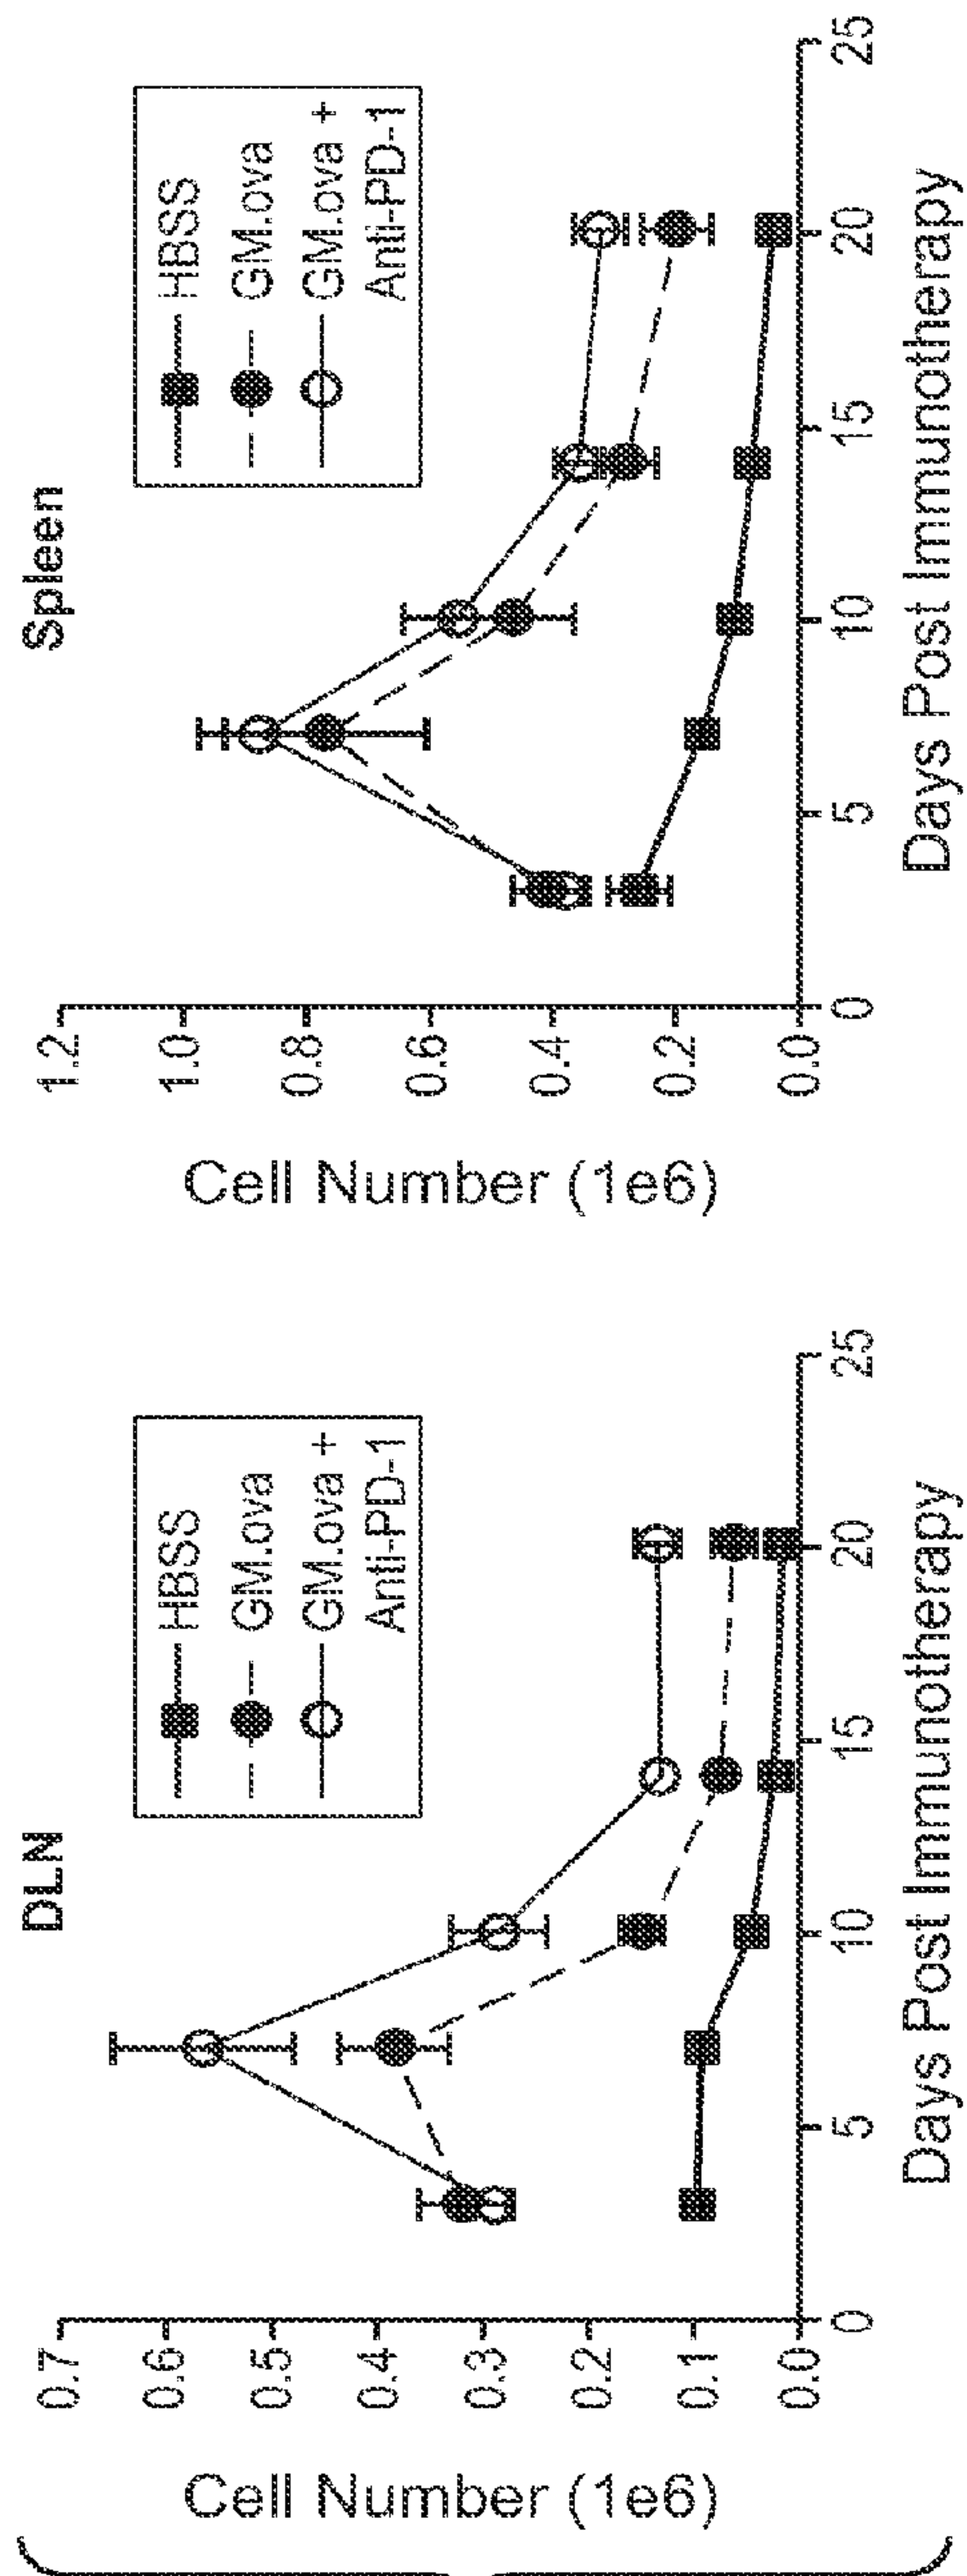 DLN
Cell Number (1e6)
0.7
0.6
0.5
0.4
0.3
0.2
0.1
0.0
HBSS
GM.ova
GM.ova +
Anti-PD-1
0
5
10
15
20
25
Days Post Immunotherapy
Spleen
Cell Number (1e6)
1.2
1.0
0.8
0.6
0.4
0.2
0.0
HBSS
GM.ova
GM.ova +
Anti-PD-1
0
5
10
15
20
25
Days Post Immunotherapy